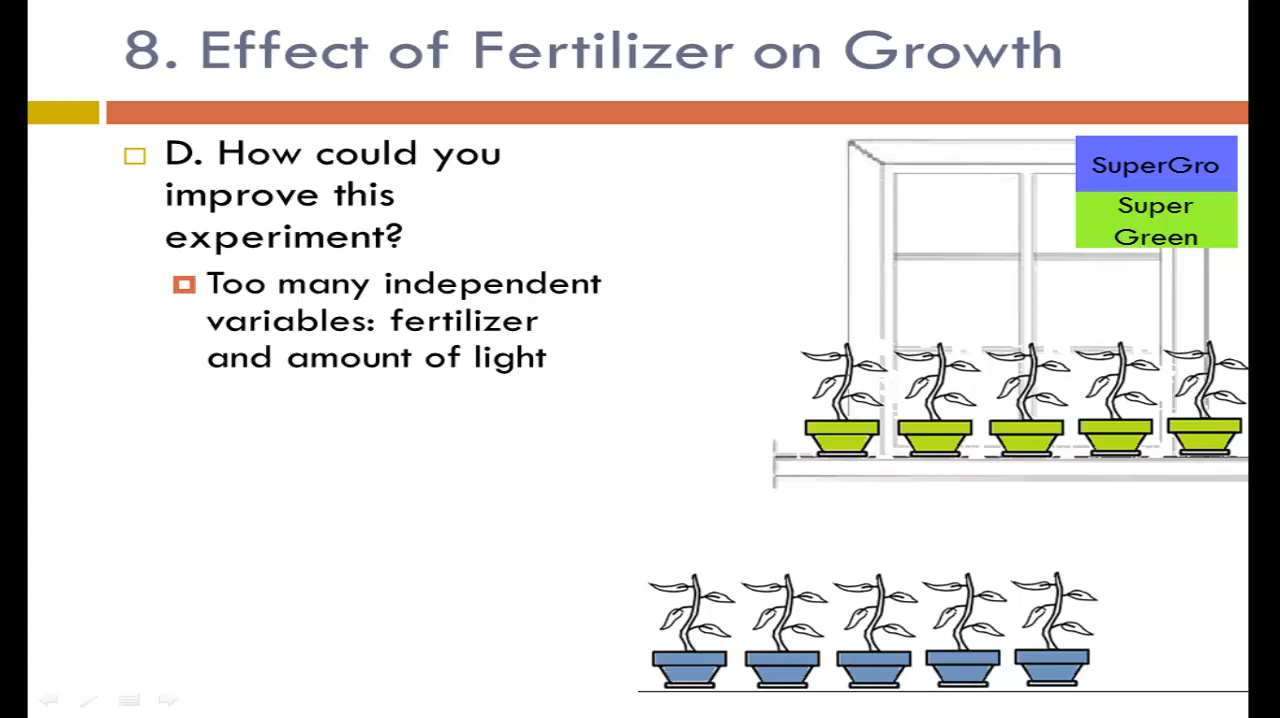 8. Effect of Fertilizer on Growth
D. How could you
improve this
experiment?
Too many independent
variables: fertilizer
and amount of light
SuperGro
Super
Green